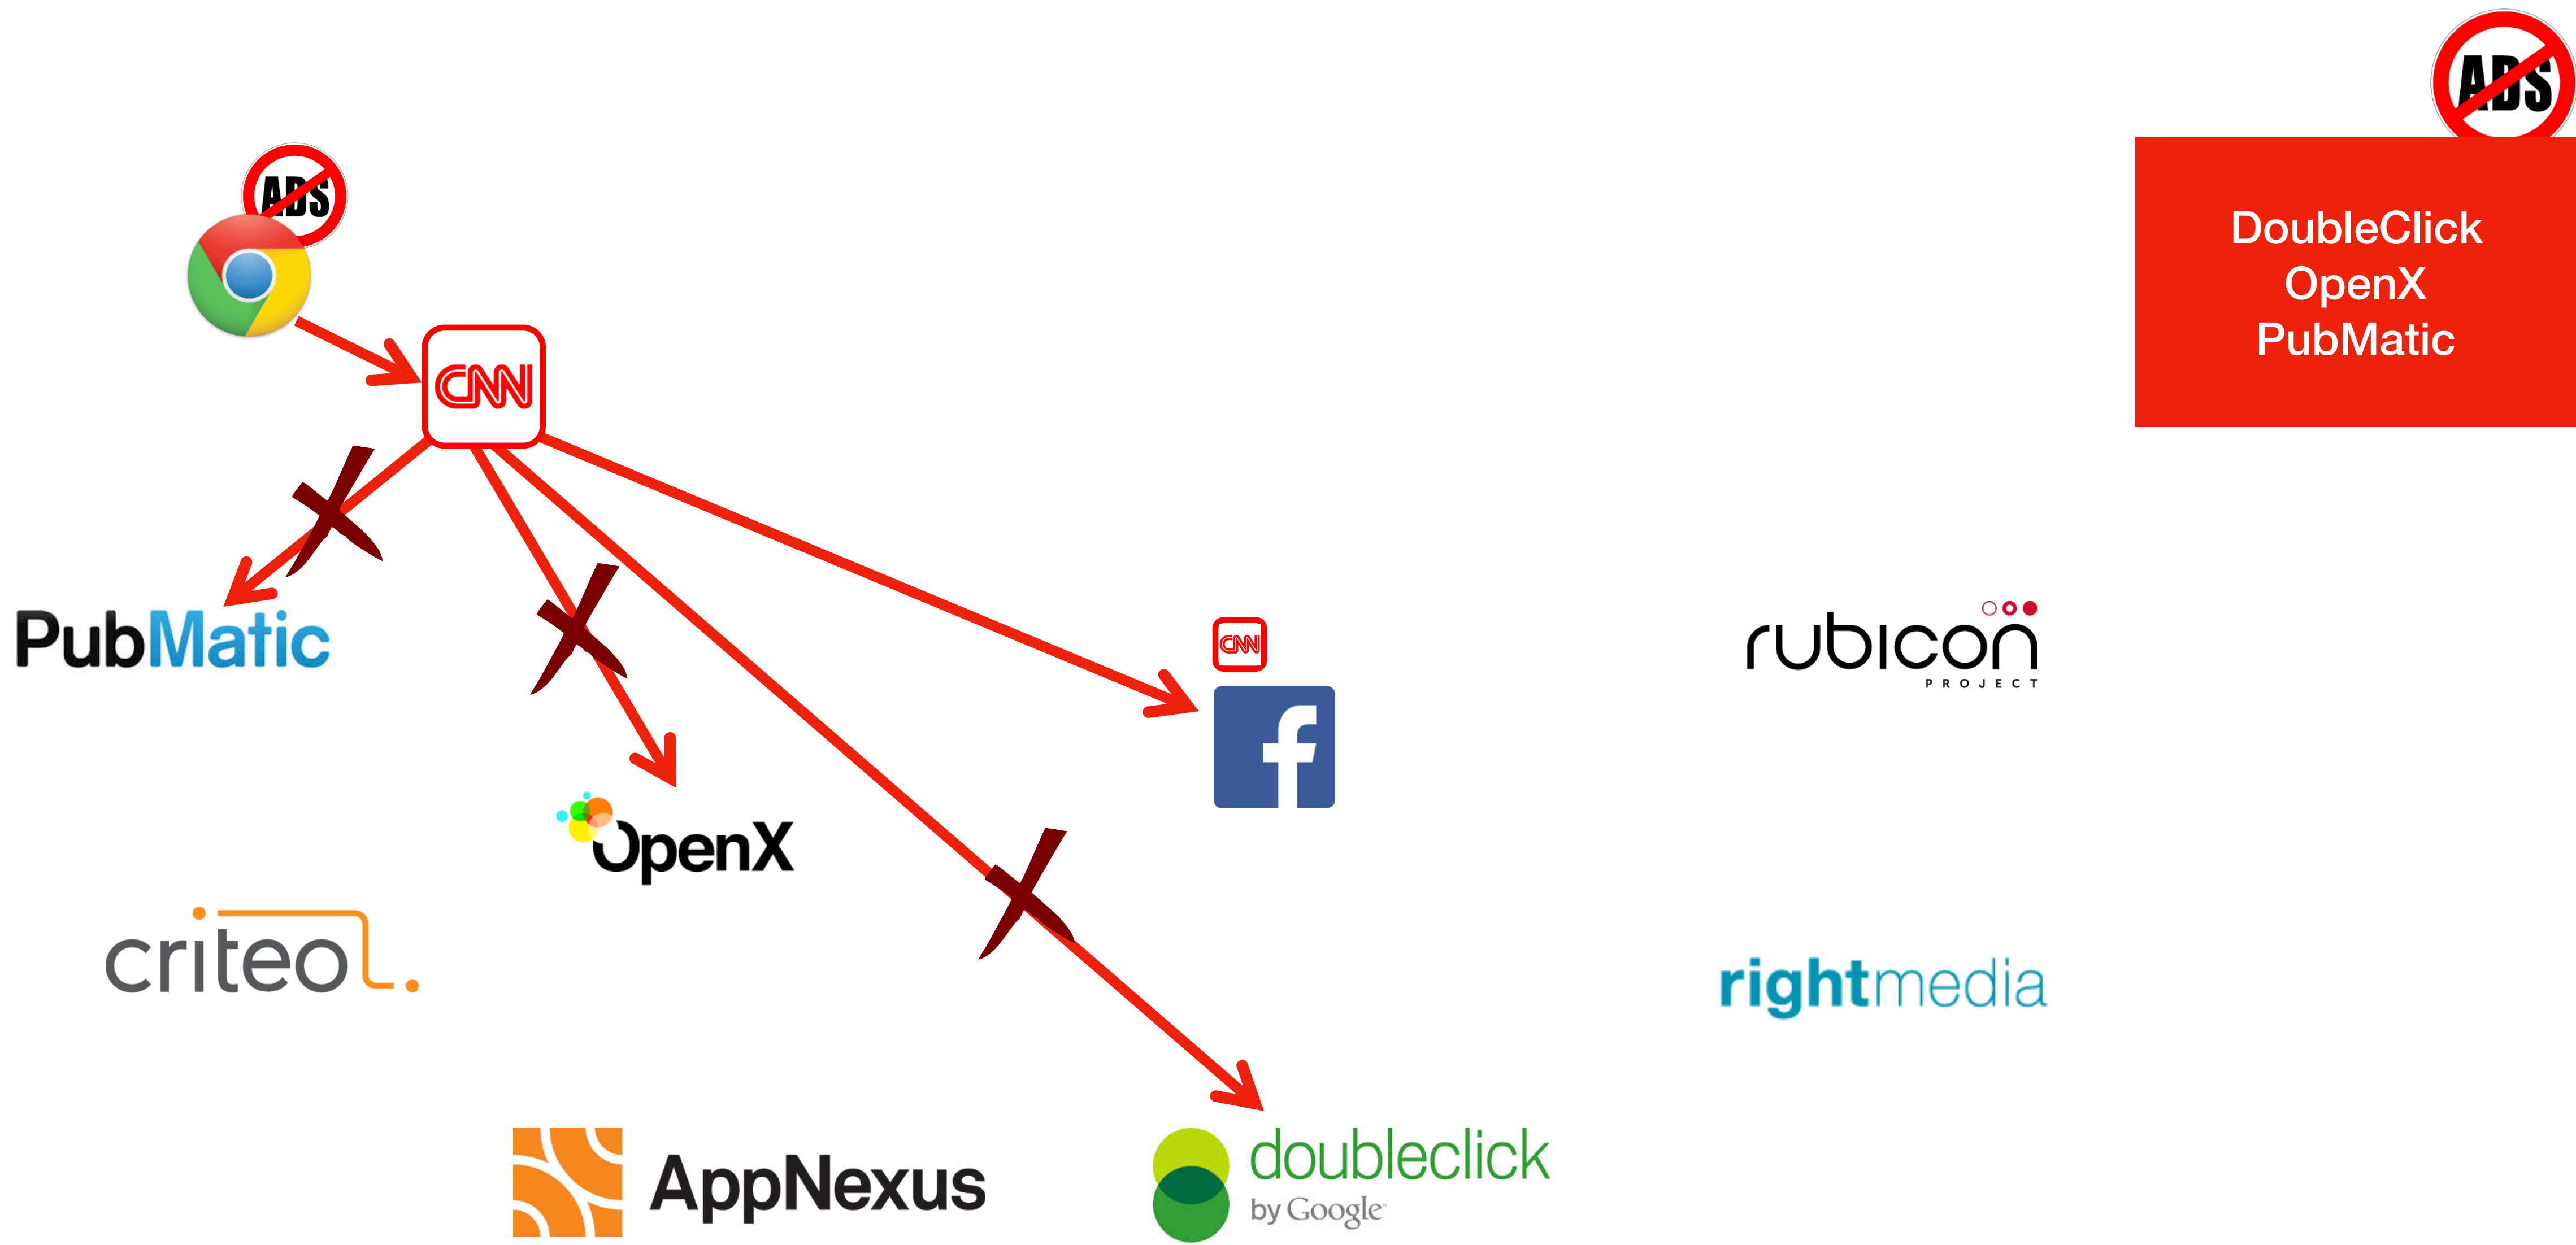 ADS
ADS
DoubleClick
OpenX
PubMatic
CNN
PubMatic
CNN
rubicon
PROJECT
f
OpenX
criteo
rightmedia
AppNexus
doubleclick
by Google